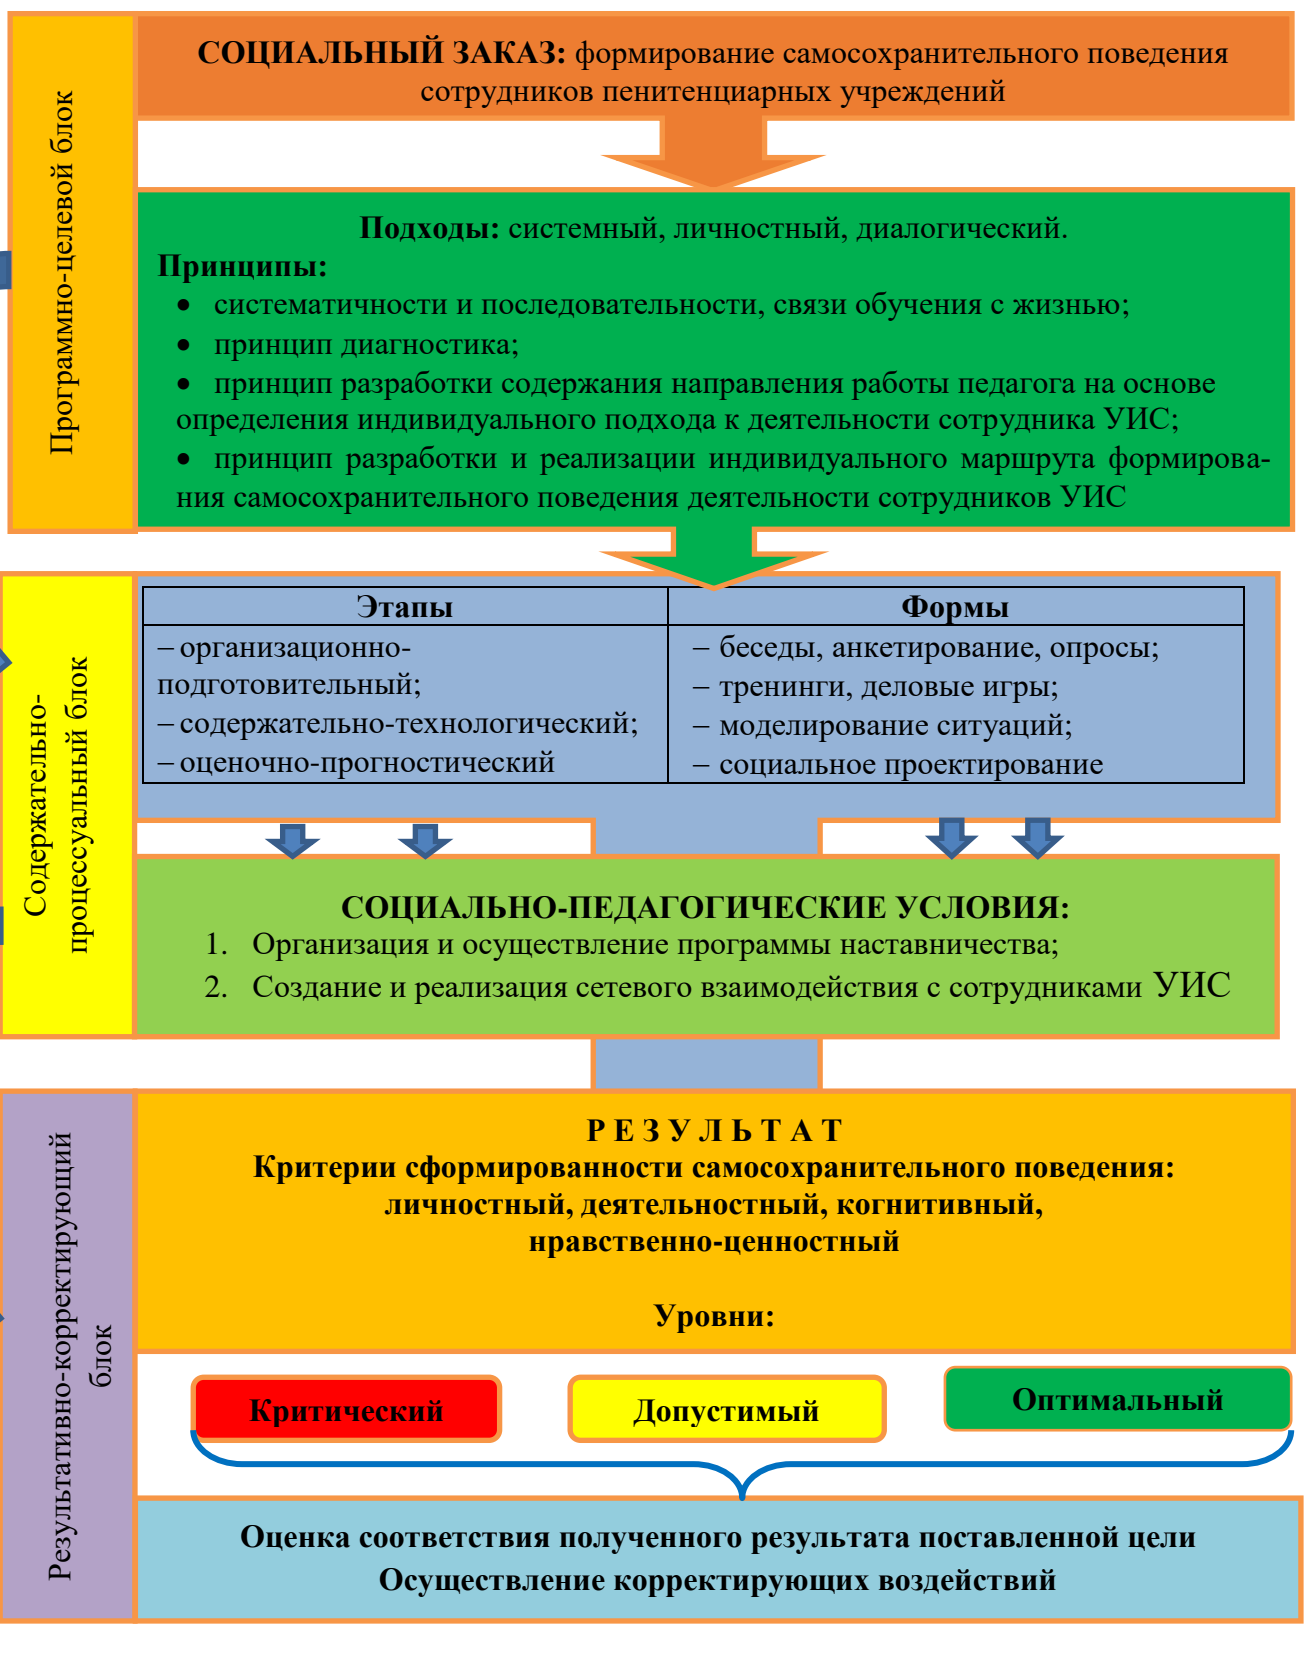 Программно-целевой блок
СОЦИАЛЬНЫЙ ЗАКАЗ: формирование самосохранительного поведения
сотрудников пенитенциарных учреждений
Подходы: системный, личностный, диалогический.
Принципы:
• систематичности и последовательности, связи обучения с жизнью;
• принцип диагностика;
• принцип разработки содержания направления работы педагога на основе
определения индивидуального подхода к деятельности сотрудника УИС;
• принцип разработки и реализации индивидуального маршрута формирова-
ния самосохранительного поведения деятельности сотрудников УИС
Содержательно-
процессуальный блок
Этапы
– организационно-
подготовительный;
– содержательно-технологический;
– оценочно-прогностический
Формы
– беседы, анкетирование, опросы;
– тренинги, деловые игры;
– моделирование ситуаций;
– социальное проектирование
СОЦИАЛЬНО-ПЕДАГОГИЧЕСКИЕ УСЛОВИЯ:
1. Организация и осуществление программы наставничества;
2. Создание и реализация сетевого взаимодействия с сотрудниками УИС
Результативно-корректирующий
блок
Р Е З У Л Ь Т А Т
Критерии сформированности самосохранительного поведения:
личностный, деятельностный, когнитивный,
нравственно-ценностный
Уровни:
Критический
Допустимый
Оптимальный
Оценка соответствия полученного результата поставленной цели
Осуществление корректирующих воздействий